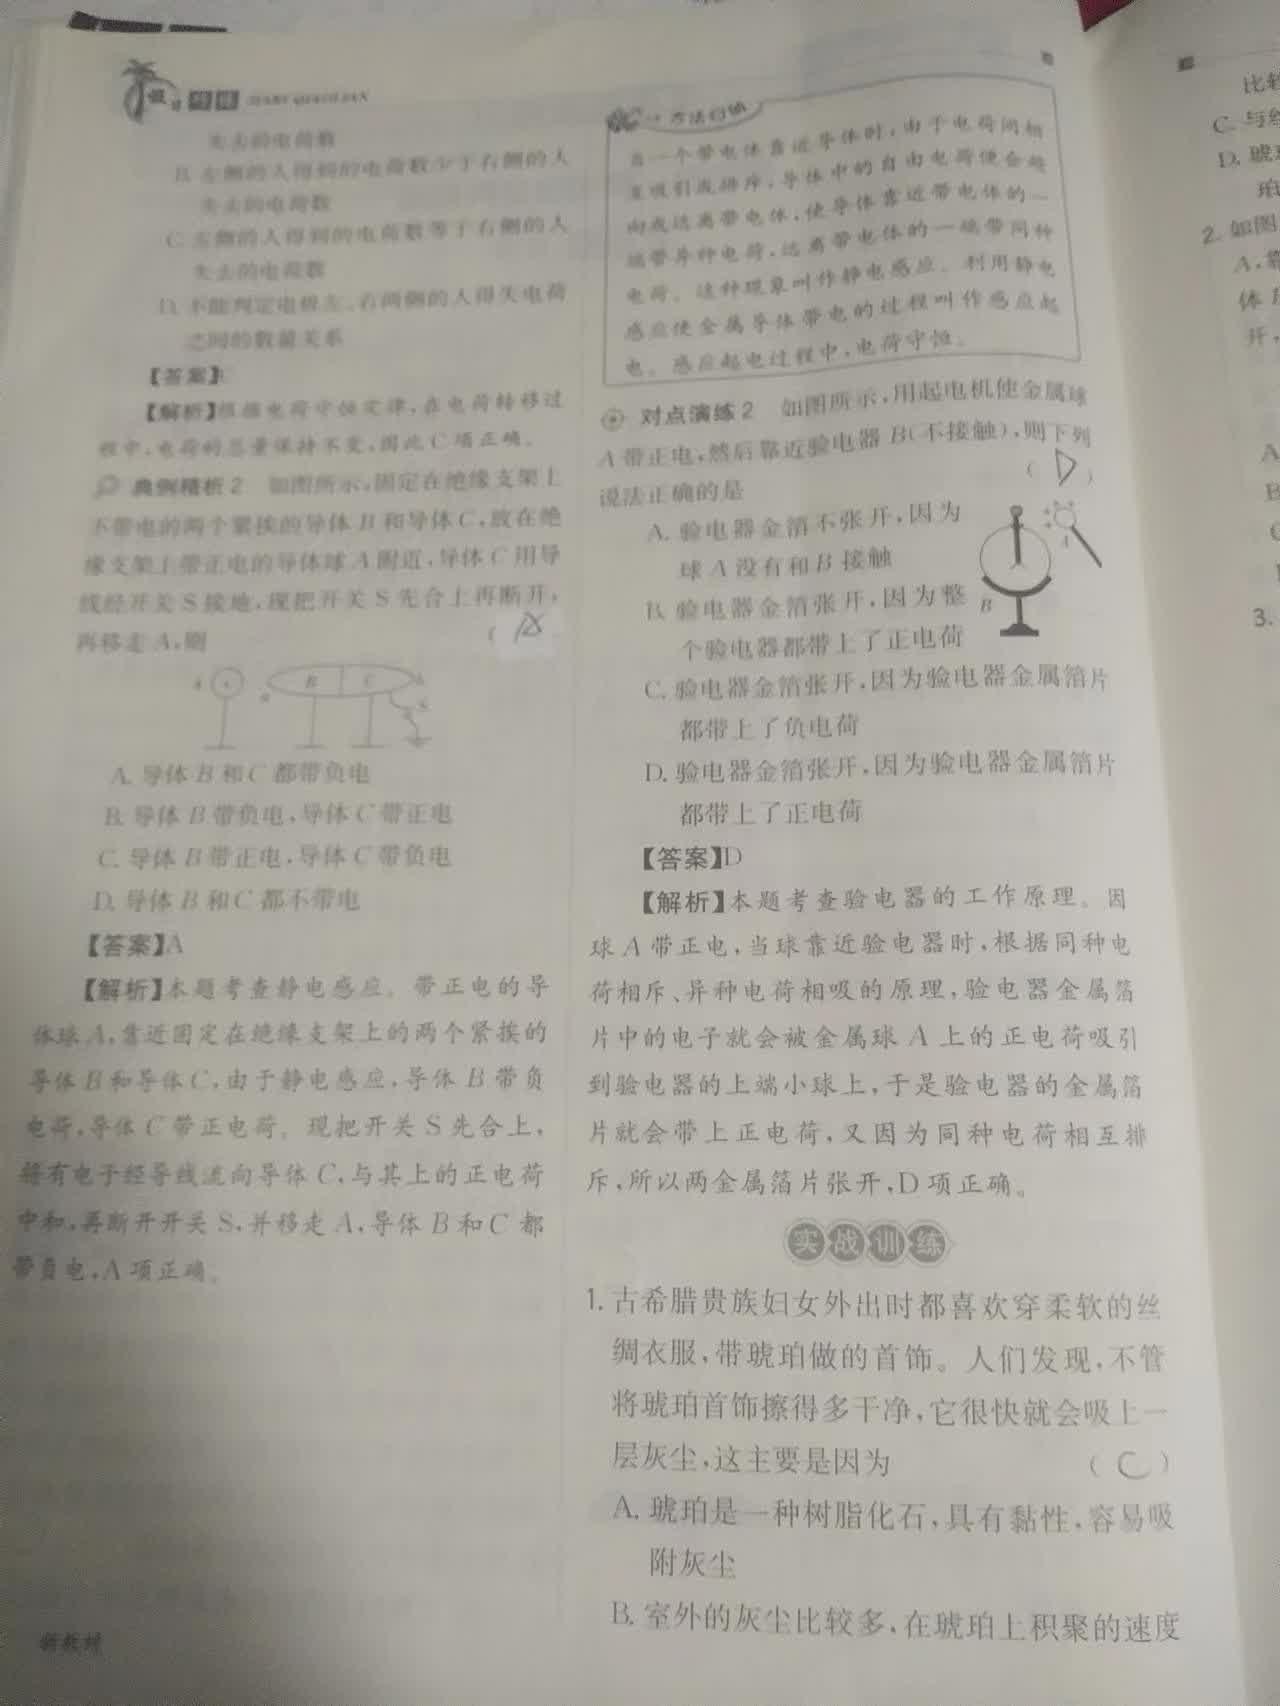 假日巧练 JIARI QIAOLIAN
失去的电荷数
B. 左侧的人得到的电荷数少于右侧的人
失去的电荷数
C. 左侧的人得到的电荷数等于右侧的人
失去的电荷数
D. 不能判定电极左、右两侧的人得失电荷
之间的数量关系
【答案】C
【解析】根据电荷守恒定律,在电荷转移过
程中,电荷的总量保持不变,因此C项正确。
典例精析2 如图所示,固定在绝缘支架上
不带电的两个紧挨的导体B和导体C,放在绝
缘支架上带正电的导体球A附近,导体C用导
线经开关S接地,现把开关S先合上再断开,
再移走A,则 ( A
A B C
A. 导体B和C都带负电
B. 导体B带负电,导体C带正电
C. 导体B带正电,导体C带负电
D. 导体B和C都不带电
【答案】A
【解析】本题考查静电感应。带正电的导
体球A,靠近固定在绝缘支架上的两个紧挨的
导体B和导体C,由于静电感应,导体B带负
电荷,导体C带正电荷。现把开关S先合上,
将有电子经导线流向导体C,与其上的正电荷
中和,再断开开关S,并移走A,导体B和C都
带负电,A项正确。
新教材
方法归纳
当一个带电体靠近导体时,由于电荷间相
互吸引或排斥,导体中的自由电荷便会趋
向或远离带电体,使导体靠近带电体的一
端带异种电荷,远离带电体的一端带同种
电荷。这种现象叫作静电感应。利用静电
感应使金属导体带电的过程叫作感应起
电。感应起电过程中,电荷守恒。
对点演练2 如图所示,用起电机使金属球
A带正电,然后靠近验电器B(不接触),则下列
说法正确的是 ( D )
A. 验电器金箔不张开,因为
球A没有和B接触
B. 验电器金箔张开,因为整
个验电器都带上了正电荷
A
B
C. 验电器金箔张开,因为验电器金属箔片
都带上了负电荷
D. 验电器金箔张开,因为验电器金属箔片
都带上了正电荷
【答案】D
【解析】本题考查验电器的工作原理。因
球A带正电,当球靠近验电器时,根据同种电
荷相斥、异种电荷相吸的原理,验电器金属箔
片中的电子就会被金属球A上的正电荷吸引
到验电器的上端小球上,于是验电器的金属箔
片就会带上正电荷,又因为同种电荷相互排
斥,所以两金属箔片张开,D项正确。
实战训练
1. 古希腊贵族妇女外出时都喜欢穿柔软的丝
绸衣服,带琥珀做的首饰。人们发现,不管
将琥珀首饰擦得多干净,它很快就会吸上一
层灰尘,这主要是因为 ( C )
A. 琥珀是一种树脂化石,具有黏性,容易吸
附灰尘
B. 室外的灰尘比较多,在琥珀上积聚的速度
比较
C. 与丝
D. 琥
珀
2. 如图
A,靠
体
开,
A
B
3.